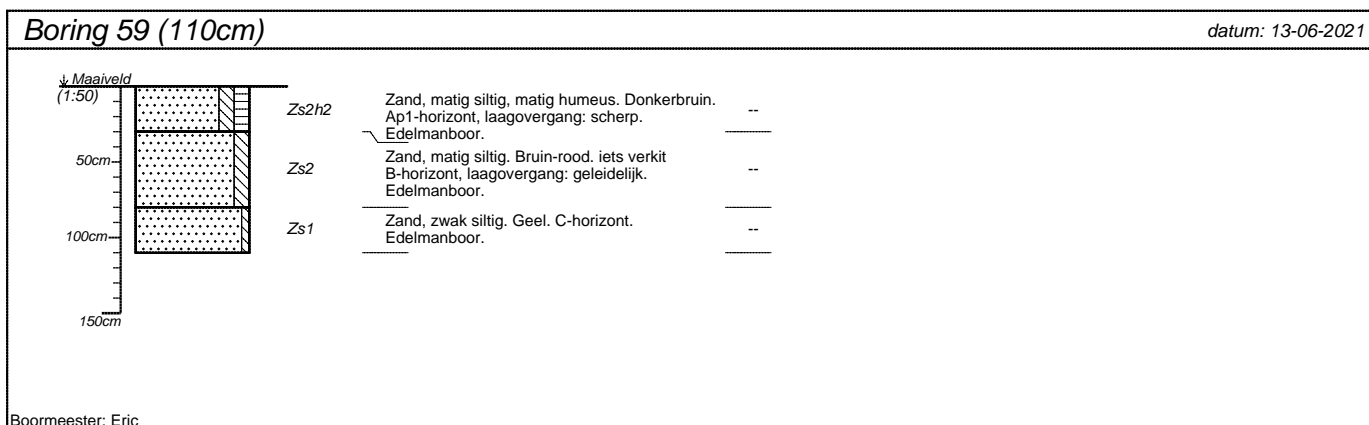 Boring 59 (110cm)
datum: 13-06-2021
Maaiveld
(1:50)
Zs2h2
Zand, matig siltig, matig humeus. Donkerbruin.
Ap1-horizont, laagovergang: scherp.
Edelmanboor.
--
50cm
Zs2
Zand, matig siltig. Bruin-rood. iets verkit
B-horizont, laagovergang: geleidelijk.
Edelmanboor.
--
100cm
Zs1
Zand, zwak siltig. Geel. C-horizont.
Edelmanboor.
--
150cm
Boormeester: Eric